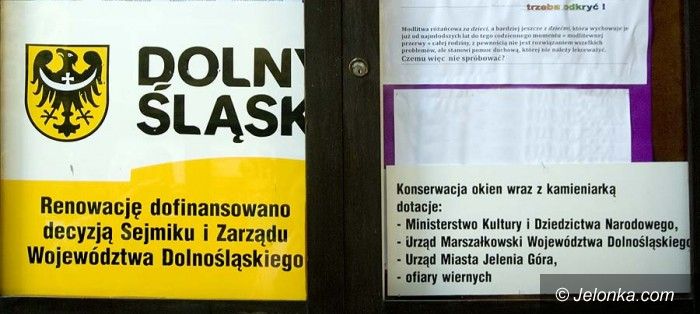 DOLNY
ŚLĄSK
Renowację dofinansowano
decyzją Sejmiku i Zarządu
Województwa Dolnośląskiego
trzeba odkryć !
Modlitwa różańcowa za dzieci, a bardziej jeszcze z dziećmi, która wychowuje je
już od najmłodszych lat do tego codziennego momentu « modlitewnej
przerwy » całej rodziny, z pewnością nie jest rozwiązaniem wszelkich
problemów, ale stanowi pomoc duchową, której nie należy lekceważyć.
Czemu więc nie spróbować?
Konserwacja okien wraz z kamieniarką
dotacje:
- Ministerstwo Kultury i Dziedzictwa Narodowego,
- Urząd Marszałkowski Województwa Dolnośląskiego
- Urząd Miasta Jelenia Góra,
- ofiary wiernych
© Jelonka.com